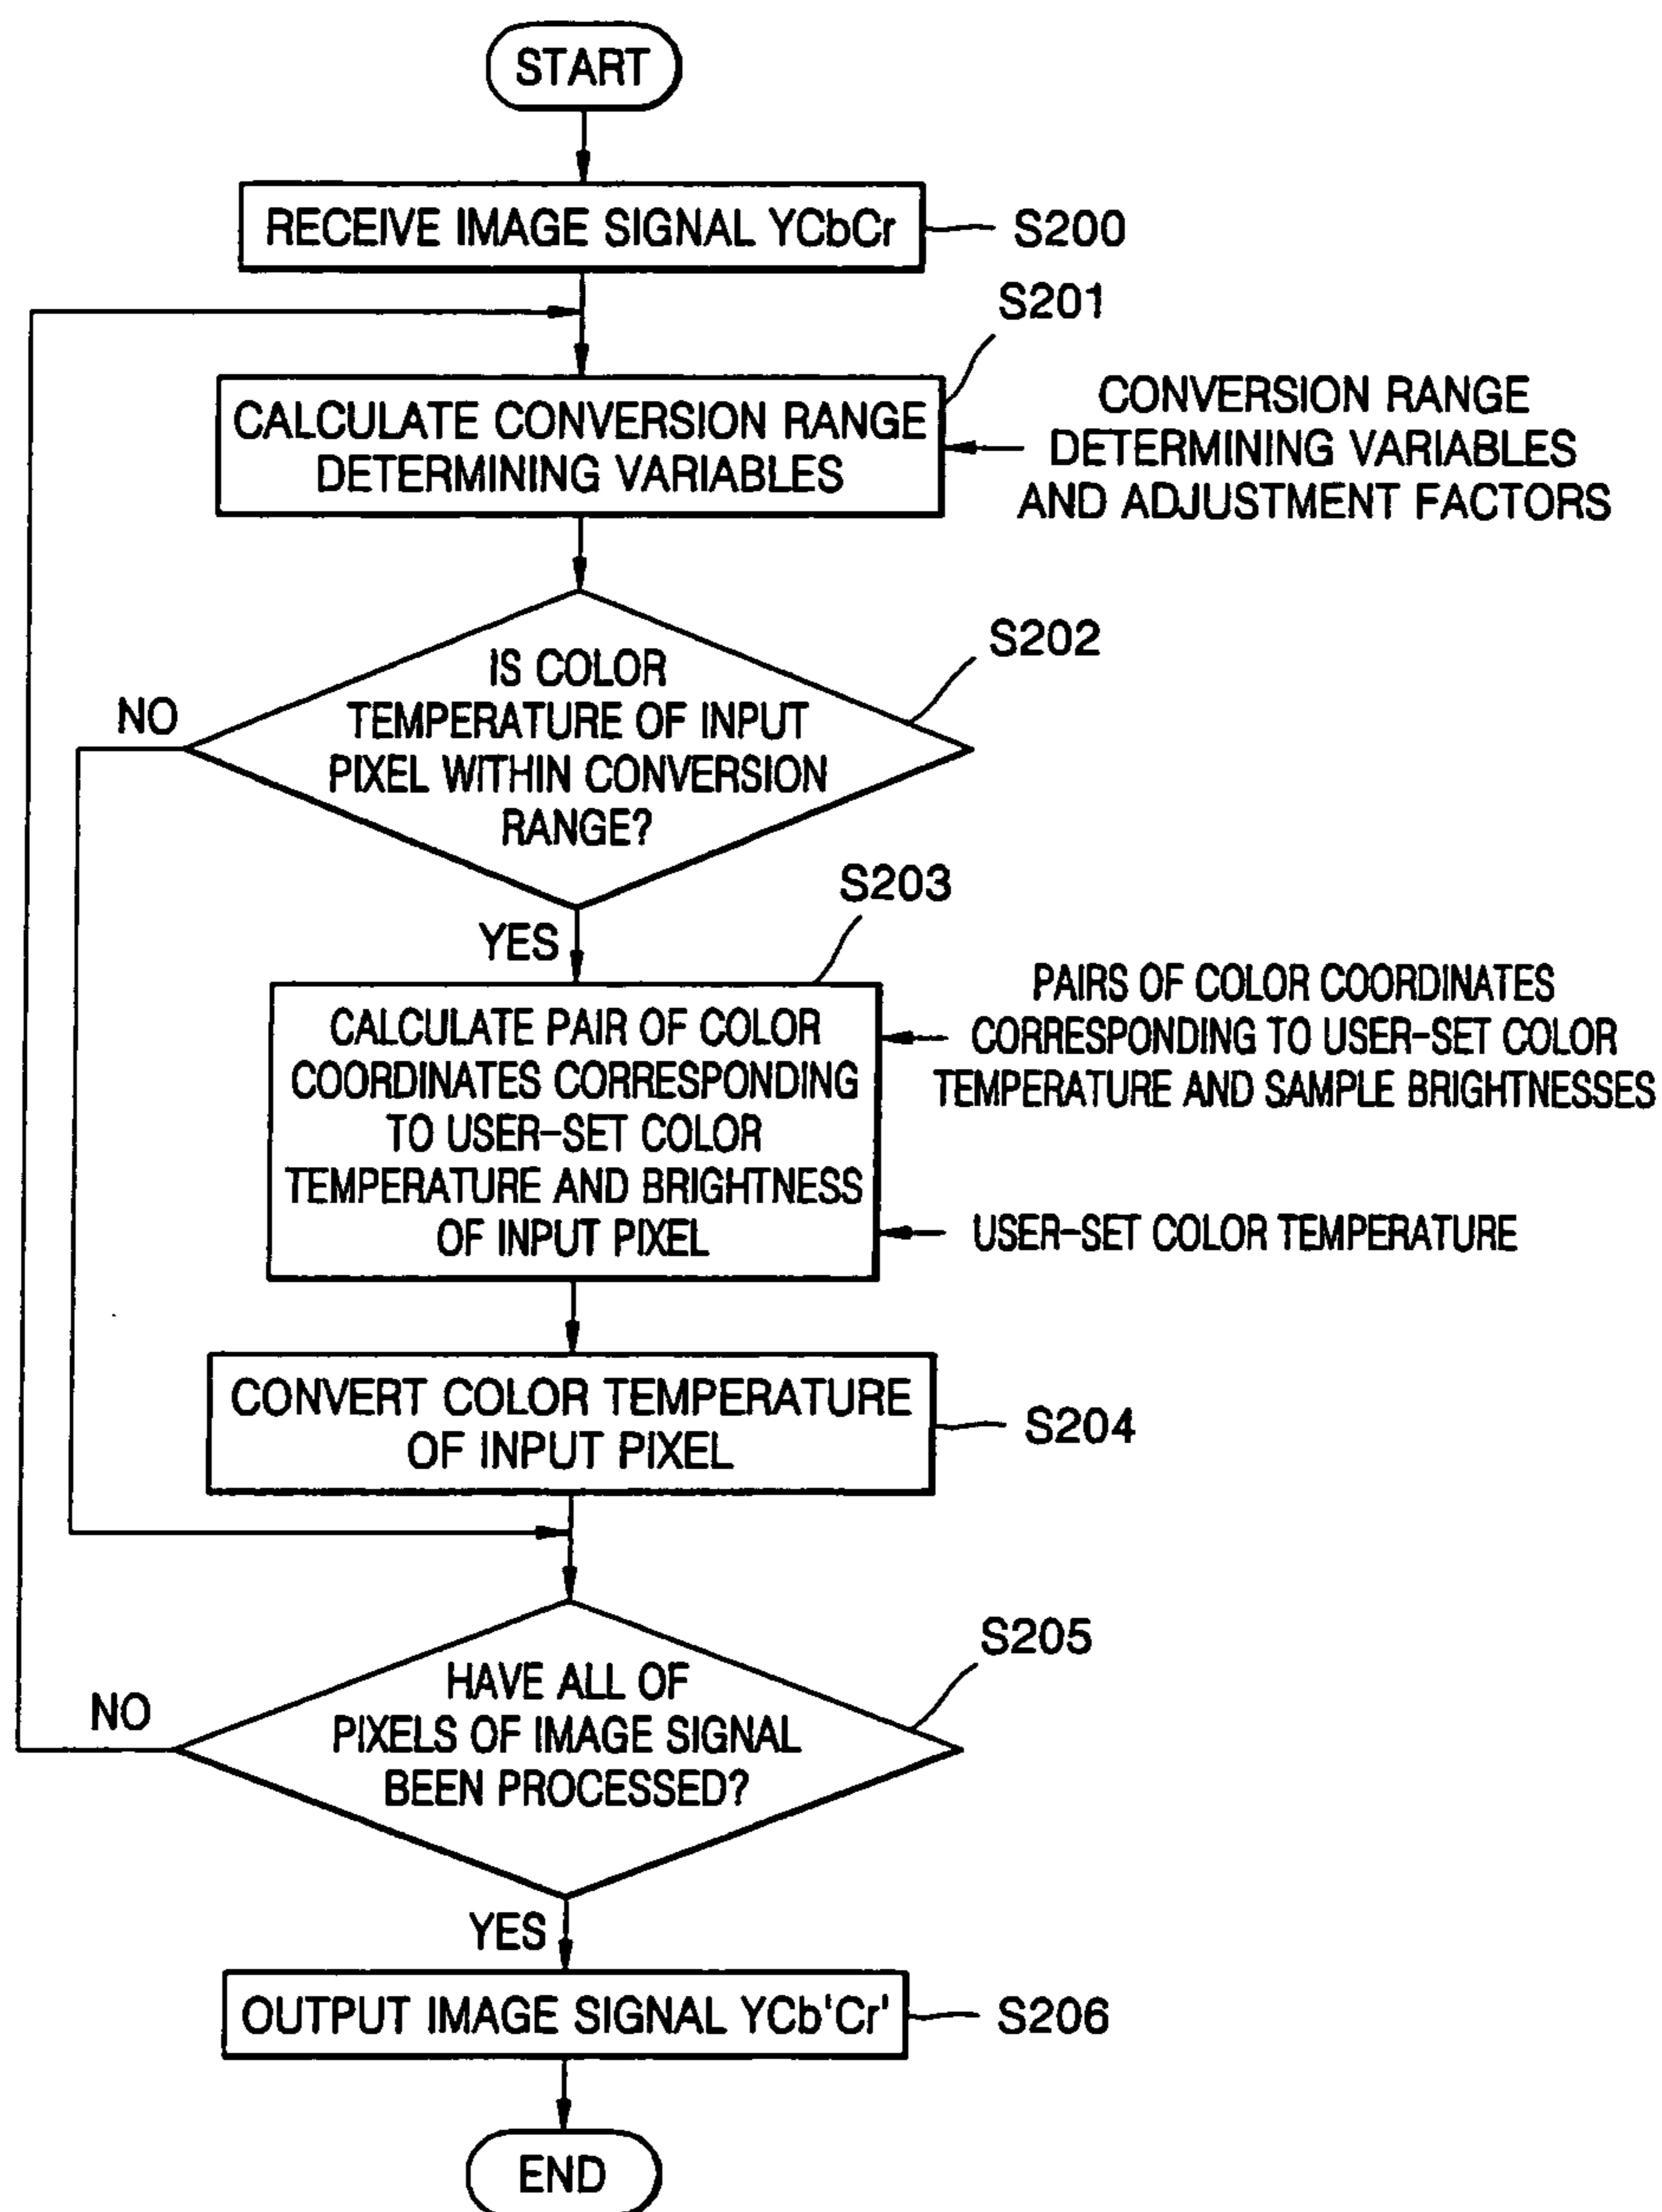 START
RECEIVE IMAGE SIGNAL YCbCr
S200
S201
CALCULATE CONVERSION RANGE
DETERMINING VARIABLES
CONVERSION RANGE
DETERMINING VARIABLES
AND ADJUSTMENT FACTORS
S202
IS COLOR
TEMPERATURE OF INPUT
PIXEL WITHIN CONVERSION
RANGE?
NO
YES
S203
CALCULATE PAIR OF COLOR
COORDINATES CORRESPONDING
TO USER-SET COLOR
TEMPERATURE AND BRIGHTNESS
OF INPUT PIXEL
PAIRS OF COLOR COORDINATES
CORRESPONDING TO USER-SET COLOR
TEMPERATURE AND SAMPLE BRIGHTNESSES
USER-SET COLOR TEMPERATURE
CONVERT COLOR TEMPERATURE
OF INPUT PIXEL
S204
S205
HAVE ALL OF
PIXELS OF IMAGE SIGNAL
BEEN PROCESSED?
NO
YES
OUTPUT IMAGE SIGNAL YCb'Cr'
S206
END